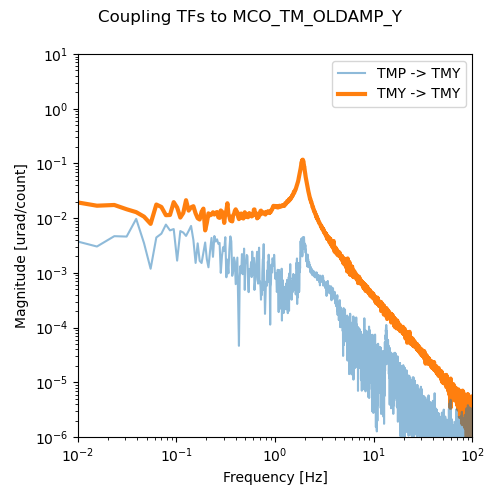 Coupling TFs to MCO_TM_OLDAMP_Y
TMP -> TMY
TMY -> TMY
Magnitude [urad/count]
10^1
10^0
10^-1
10^-2
10^-3
10^-4
10^-5
10^-6
10^-2 10^-1 10^0 10^1 10^2
Frequency [Hz]